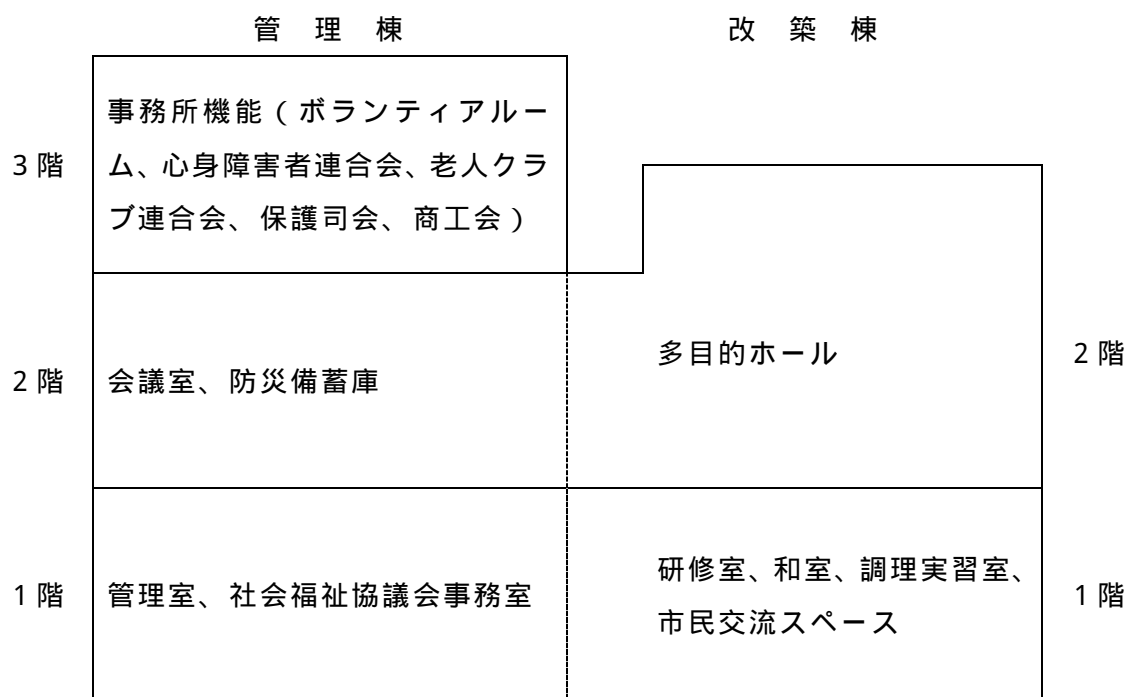 管理棟
改築棟
3階
事務所機能(ボランティアルー
ム、心身障害者連合会、老人クラ
ブ連合会、保護司会、商工会)
2階
会議室、防災備蓄庫
多目的ホール
2階
1階
管理室、社会福祉協議会事務室
研修室、和室、調理実習室、
市民交流スペース
1階